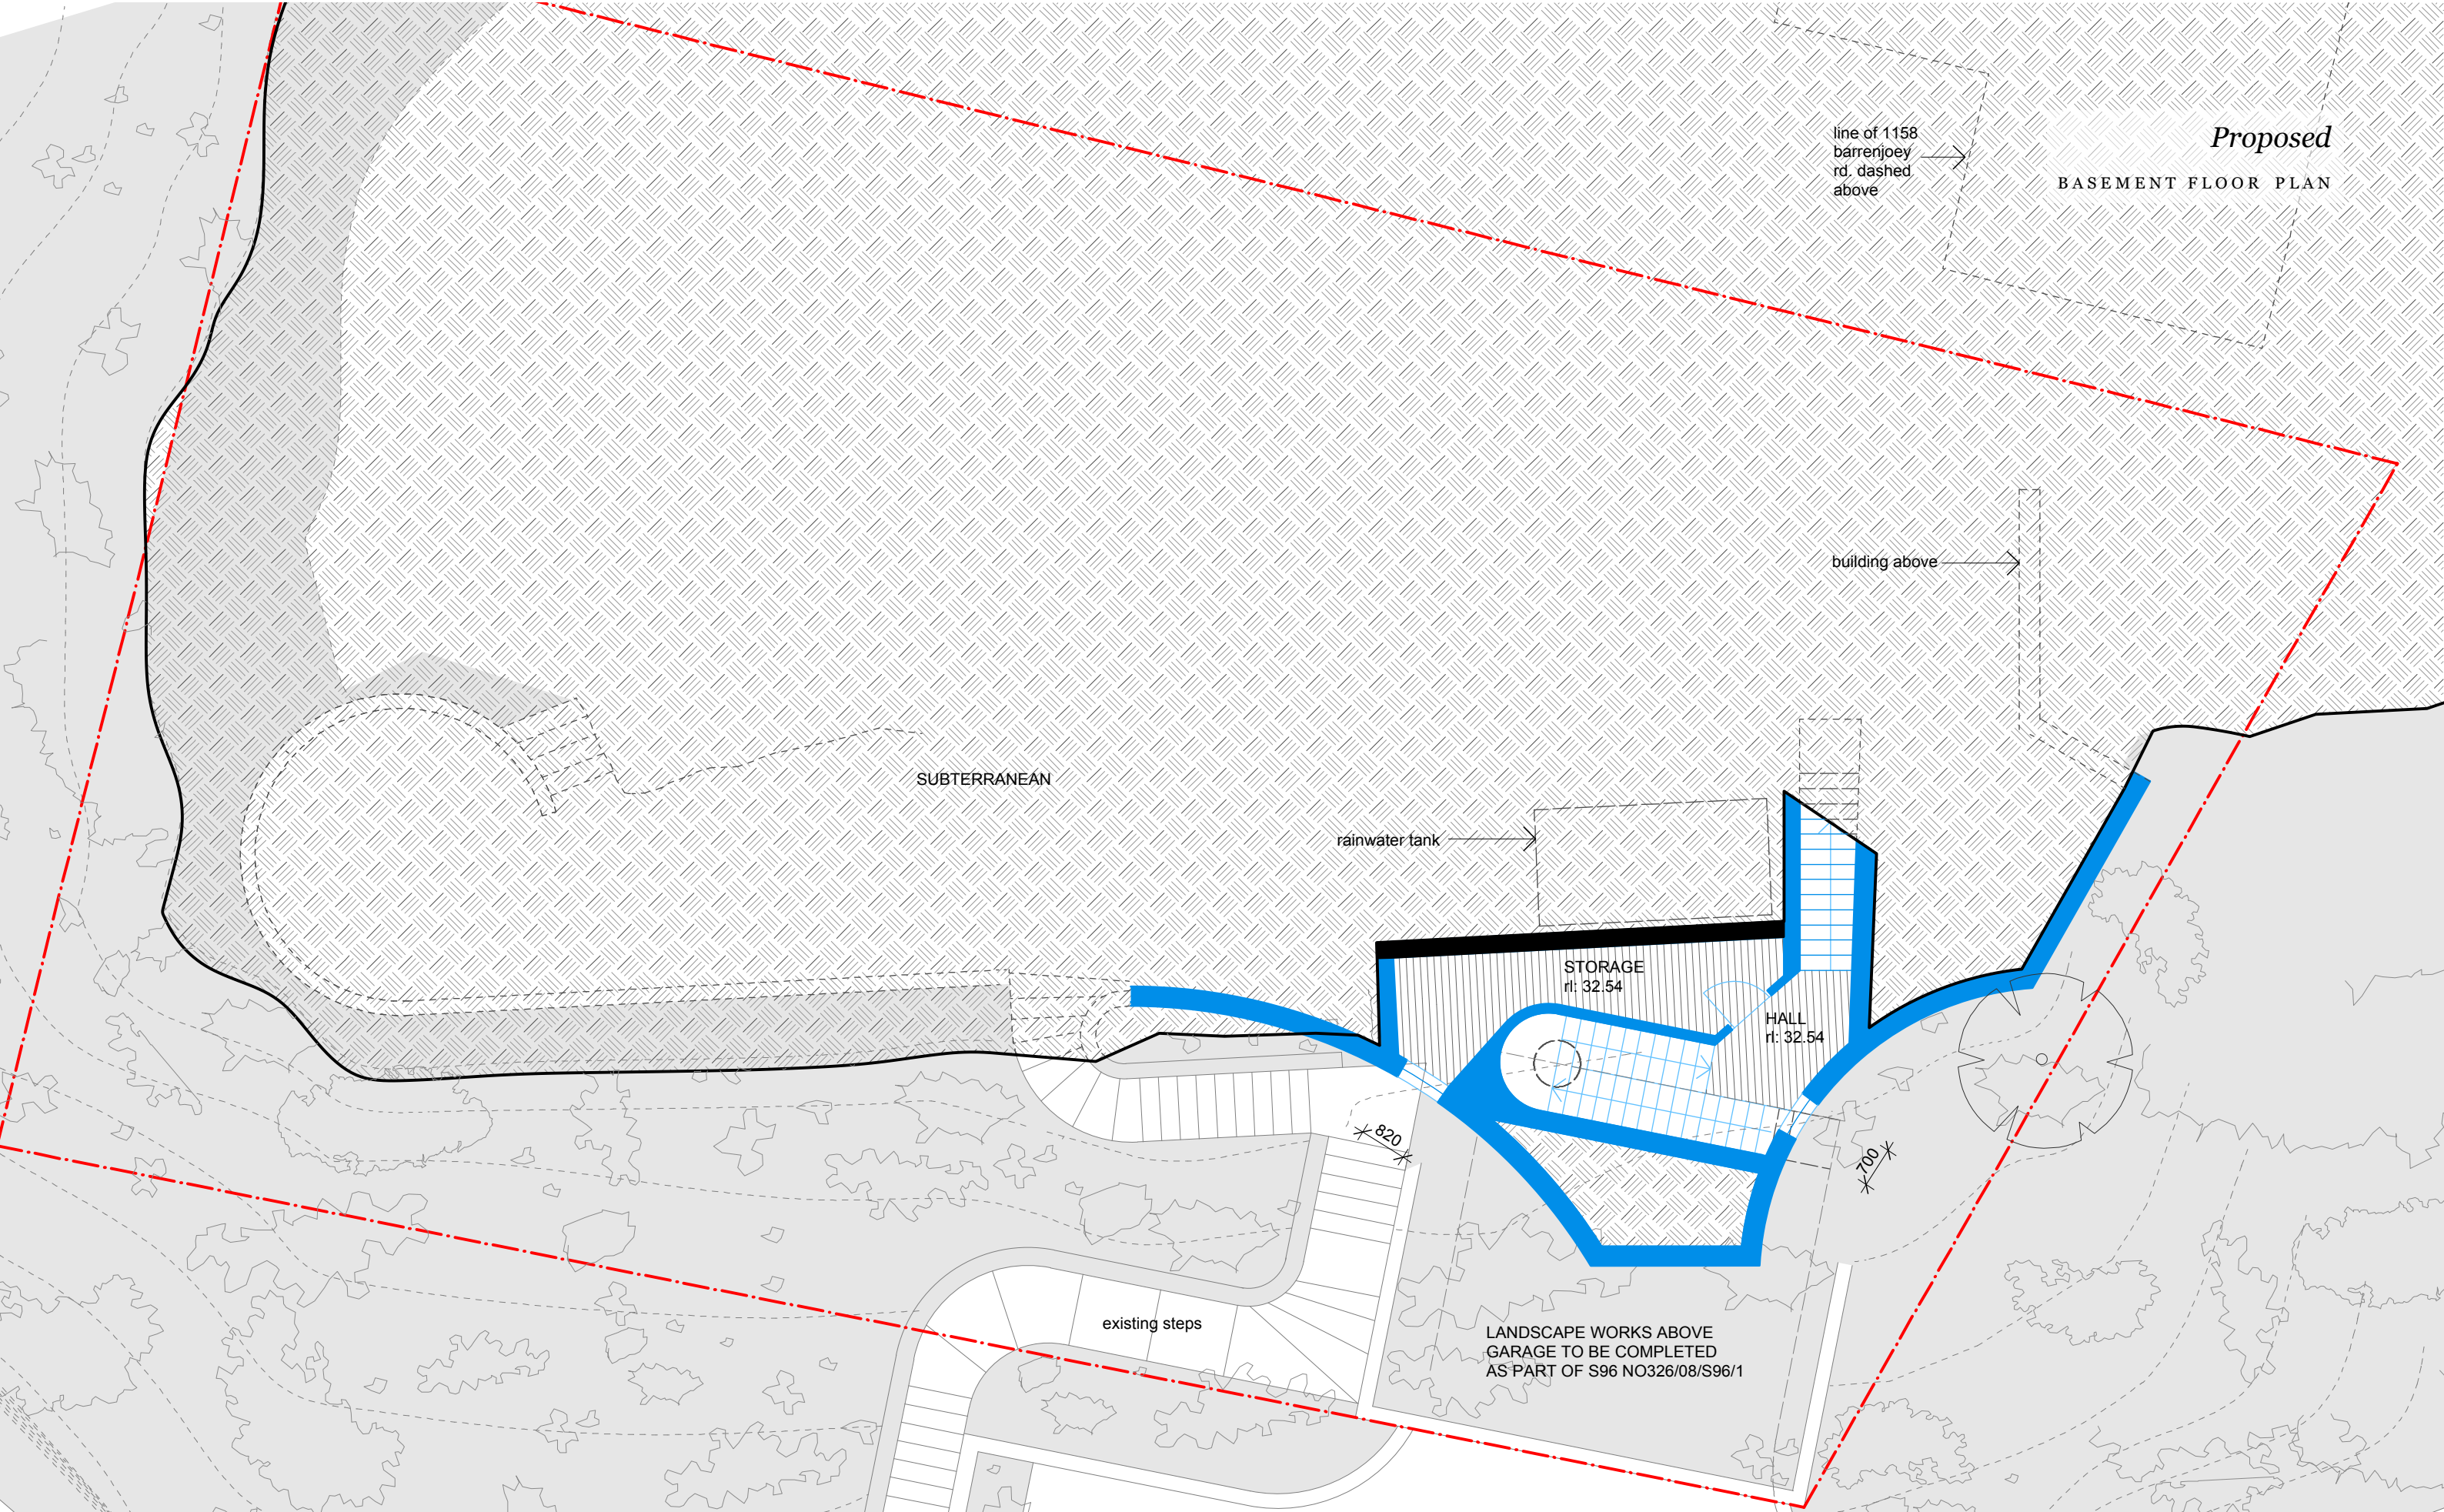 line of 1158
barrenjoey
rd. dashed
above
Proposed
BASEMENT FLOOR PLAN
building above
SUBTERRANEAN
rainwater tank
STORAGE
rl: 32.54
HALL
rl: 32.54
820
700
existing steps
LANDSCAPE WORKS ABOVE
GARAGE TO BE COMPLETED
AS PART OF S96 NO326/08/S96/1